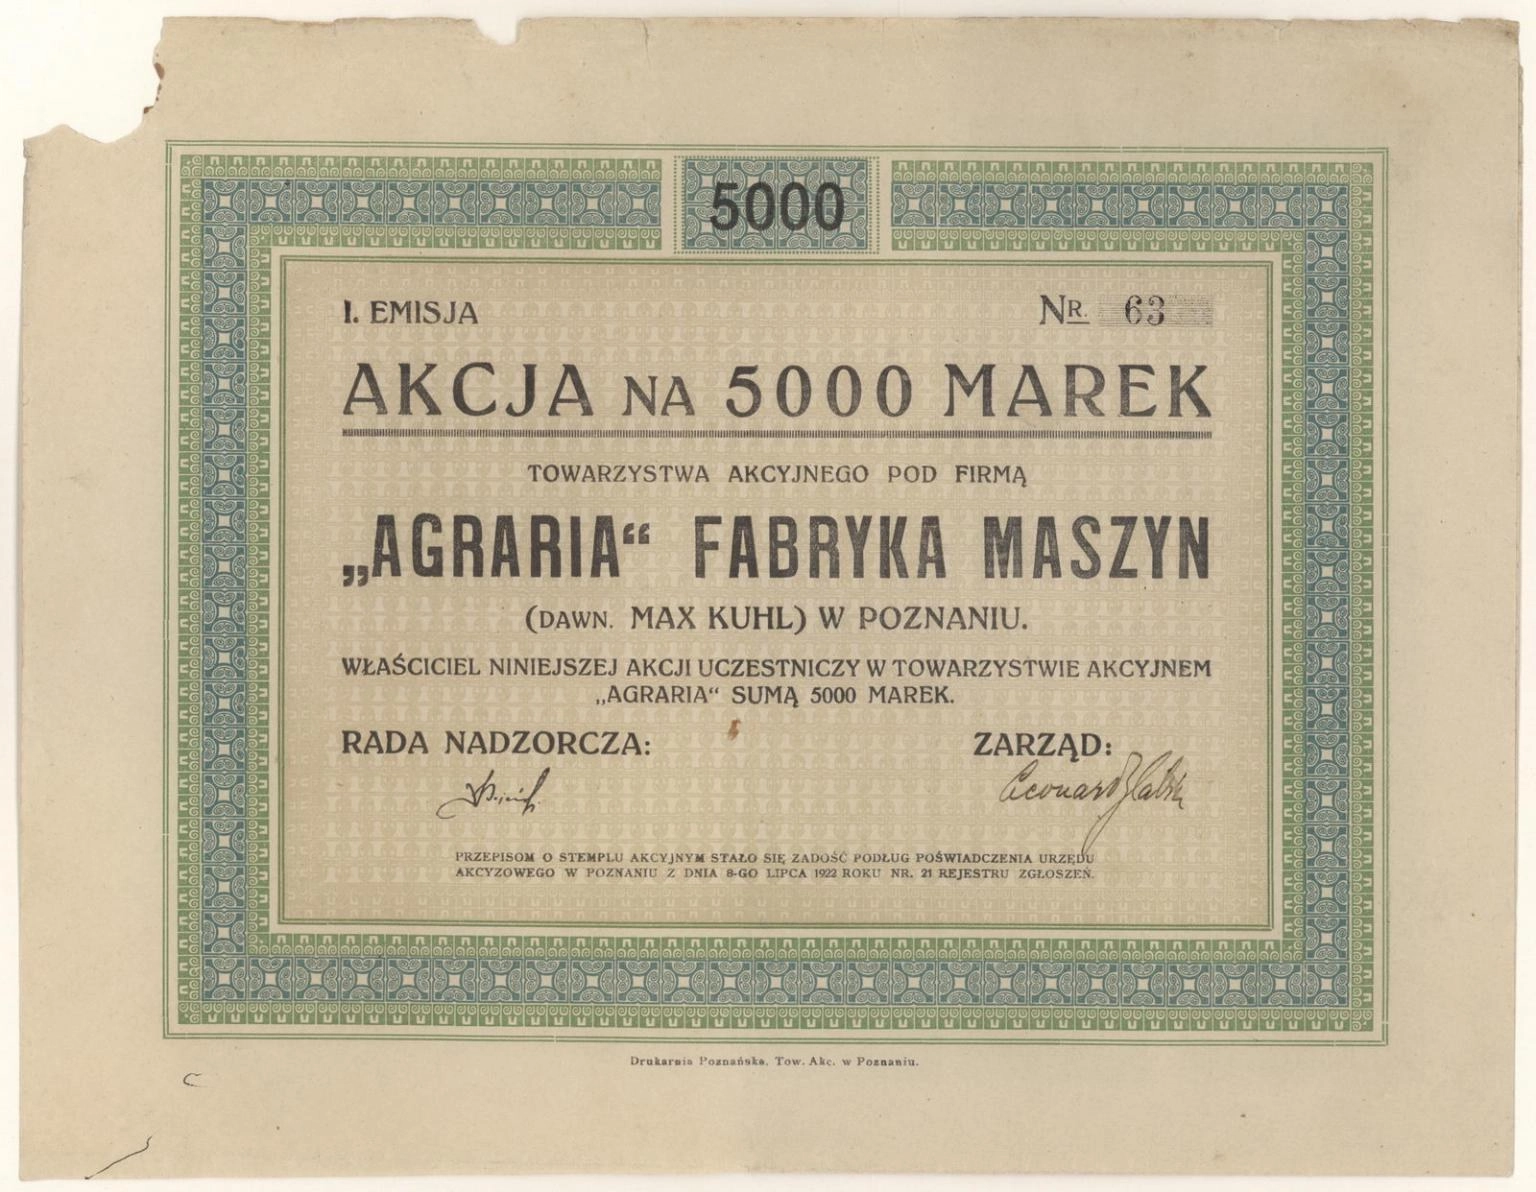 5000
I. EMISJA
NR. 63
AKCJA NA 5000 MAREK
TOWARZYSTWA AKCYJNEGO POD FIRMĄ
„AGRARIA“ FABRYKA MASZYN
(DAWN. MAX KUHL) W POZNANIU.
WŁAŚCICIEL NINIEJSZEJ AKCJI UCZESTNICZY W TOWARZYSTWIE AKCYJNEM
„AGRARIA“ SUMĄ 5000 MAREK.
RADA NADZORCZA:
ZARZĄD:
Leonard
PRZEPISOM O STEMPLU AKCYJNYM STAŁO SIĘ ZADOŚĆ PODŁUG POŚWIADCZENIA URZĘDU
AKCYZOWEGO W POZNANIU Z DNIA 8-GO LIPCA 1922 ROKU NR. 21 REJESTRU ZGŁOSZEŃ.
Drukarnia Poznańska, Tow. Akc. w Poznaniu.